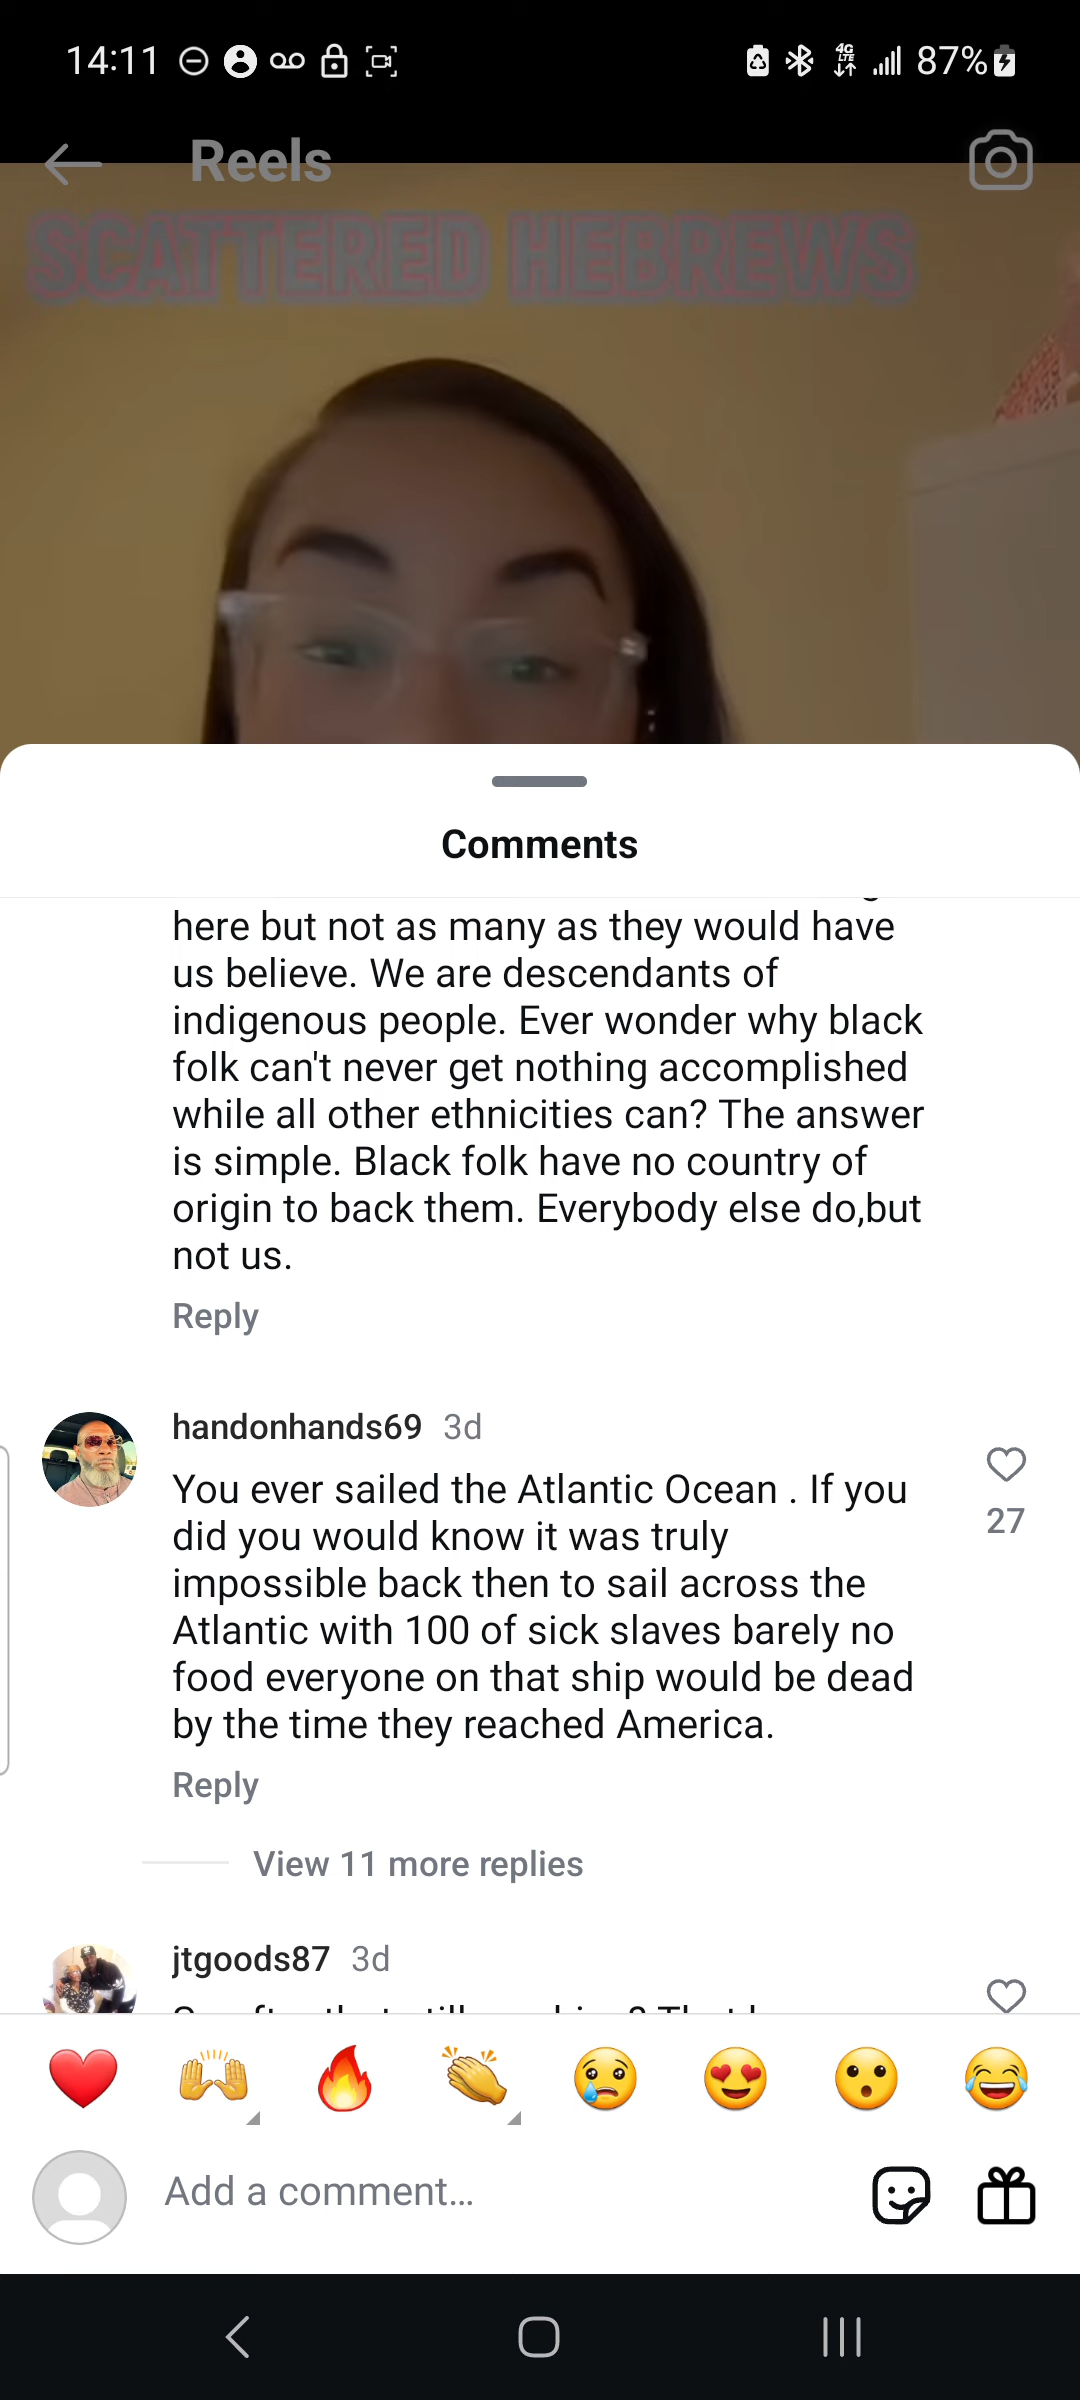 14:11
4G
LTE
87%
Reels
SCATTERED HEBREWS
Comments
here but not as many as they would have
us believe. We are descendants of
indigenous people. Ever wonder why black
folk can't never get nothing accomplished
while all other ethnicities can? The answer
is simple. Black folk have no country of
origin to back them. Everybody else do,but
not us.
Reply
handonhands69 3d
You ever sailed the Atlantic Ocean . If you
did you would know it was truly
impossible back then to sail across the
Atlantic with 100 of sick slaves barely no
food everyone on that ship would be dead
by the time they reached America.
27
Reply
View 11 more replies
jtgoods87 3d
Add a comment...